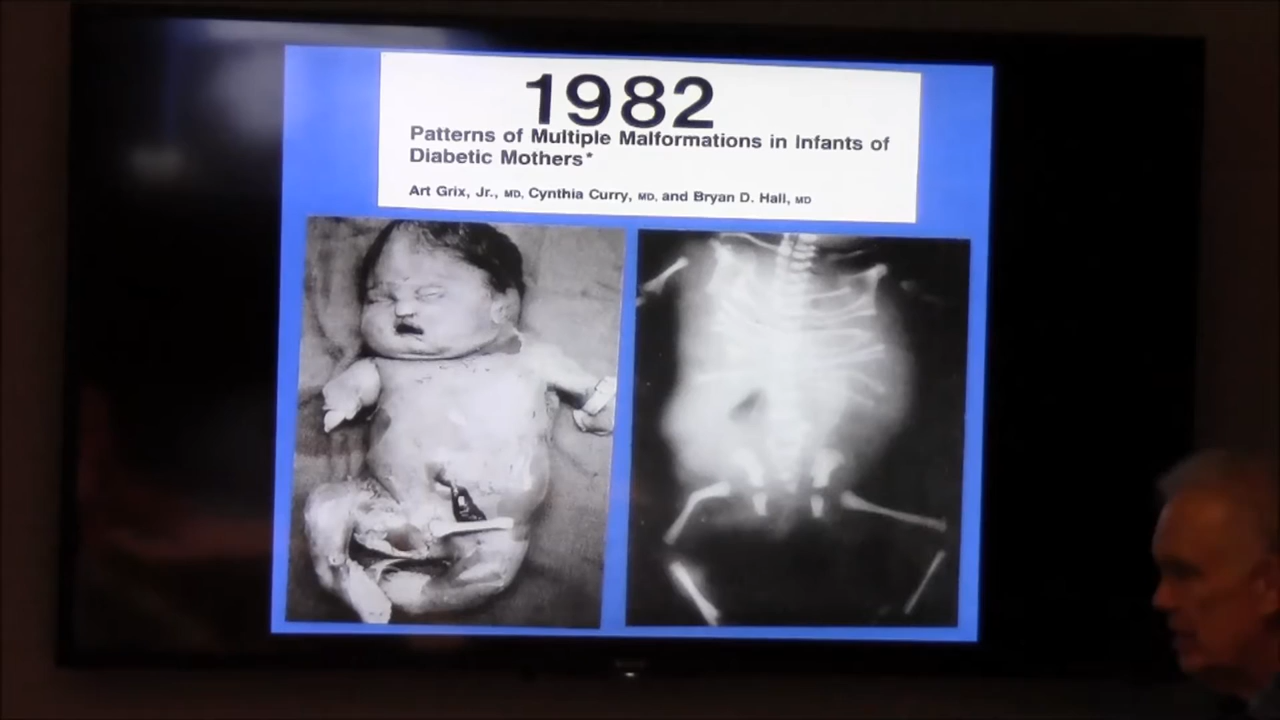 1982
Patterns of Multiple Malformations in Infants of
Diabetic Mothers*
Art Grix, Jr., MD, Cynthia Curry, MD, and Bryan D. Hall, MD